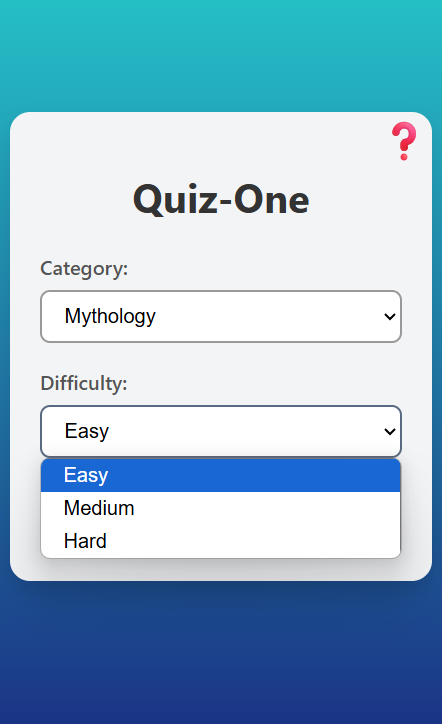 ❓
Quiz-One
Category:
Mythology
Difficulty:
Easy
Easy
Medium
Hard